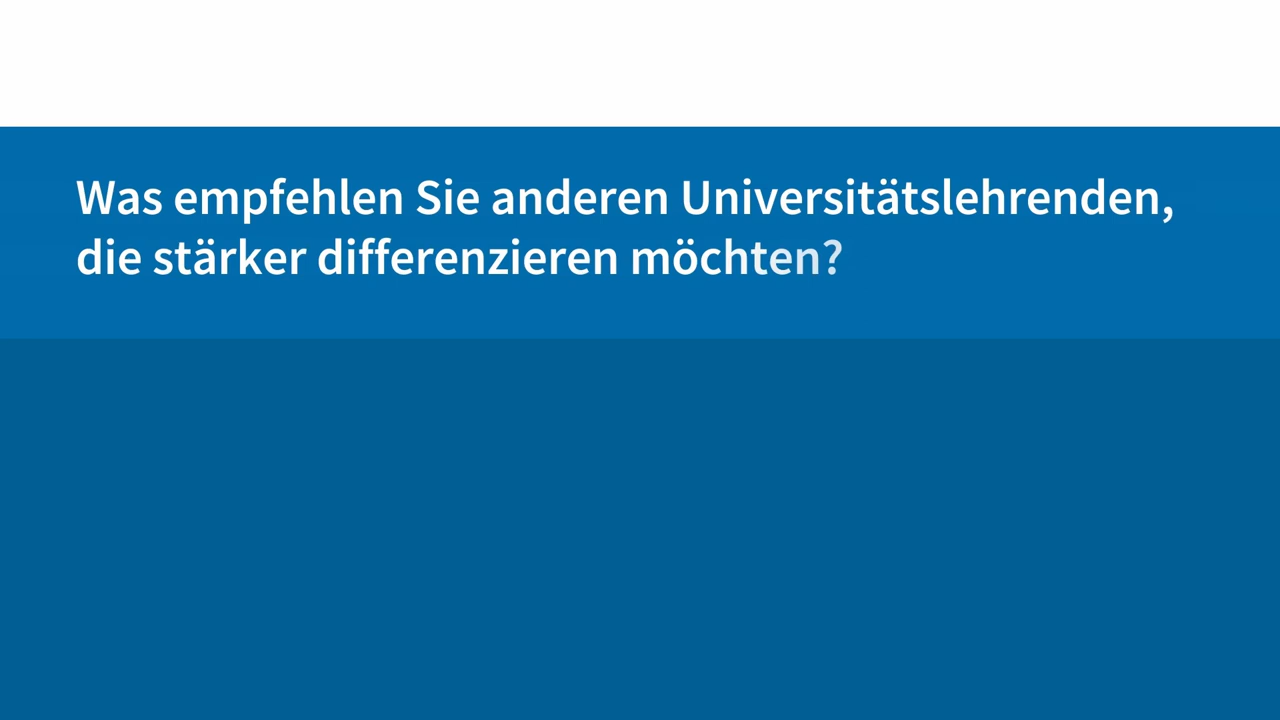 Was empfehlen Sie anderen Universitätslehrenden,
die stärker differenzieren möchten?